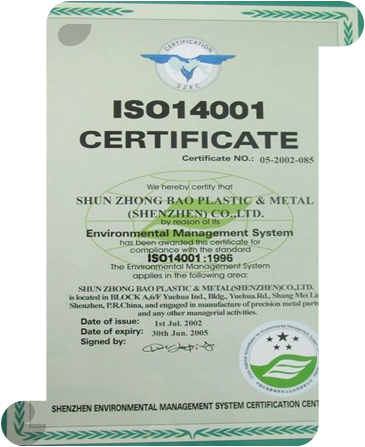 CERTIFICATION
SZEC
ISO14001
CERTIFICATE
Certificate NO.: 05-2002-085
We hereby certify that
SHUN ZHONG BAO PLASTIC & METAL
(SHENZHEN) CO.,LTD.
by reason of its
Environmental Management System
has been awarded this certificate for
compliance with the standard
ISO14001:1996
The Environmental Management System
applies in the following area:
SHUN ZHONG BAO PLASTIC & METAL(SHENZHEN)CO.,LTD.
is located in BLOCK A,6/F Yuehua Ind., Bldg., Yuehua.Rd., Shang Mei Lin
Shenzhen, P.R.China, and engaged in manufacture of precision metal parts
and any other managerial activities.
Date of issue: 1st Jul. 2002
Date of expiry: 30th Jun. 2005
Signed by:
SHENZHEN ENVIRONMENTAL MANAGEMENT SYSTEM CERTIFICATION CENT